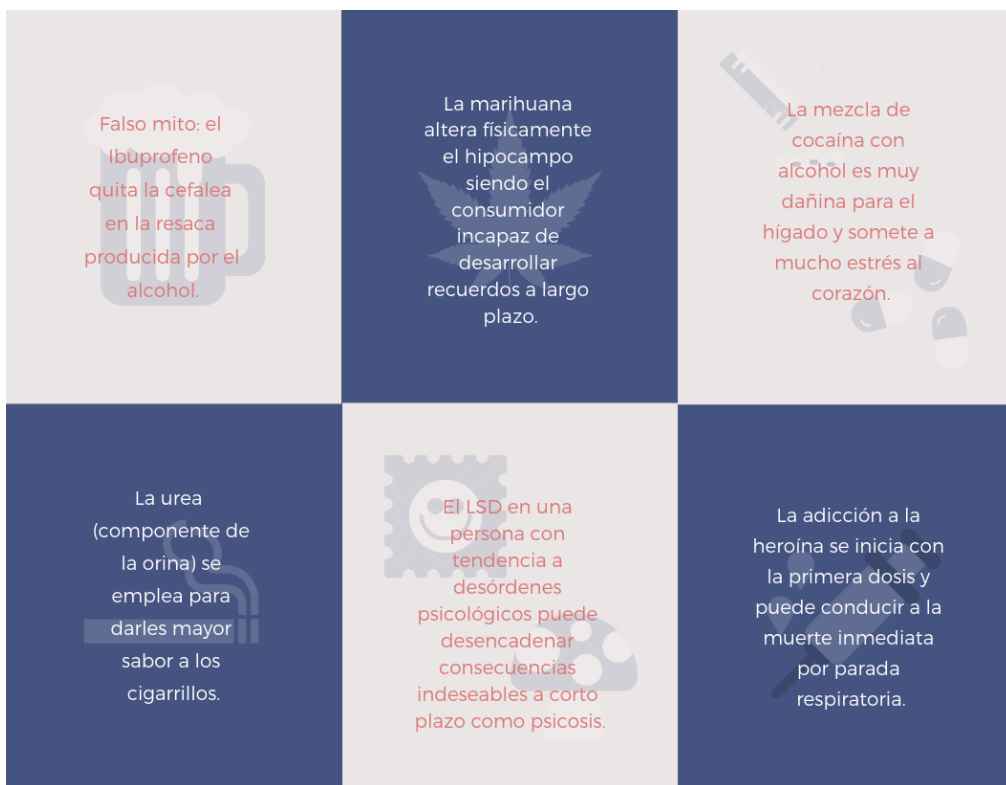 Falso mito: el
Ibuprofeno
quita la cefalea
en la resaca
producida por el
alcohol.
La marihuana
altera físicamente
el hipocampo
siendo el
consumidor
incapaz de
desarrollar
recuerdos a largo
plazo.
La mezcla de
cocaína con
alcohol es muy
dañina para el
hígado y somete a
mucho estrés al
corazón.
La urea
(componente de
la orina) se
emplea para
darles mayor
sabor a los
cigarrillos.
El LSD en una
persona con
tendencia a
desórdenes
psicológicos puede
desencadenar
consecuencias
indeseables a corto
plazo como psicosis.
La adicción a la
heroína se inicia con
la primera dosis y
puede conducir a la
muerte inmediata
por parada
respiratoria.